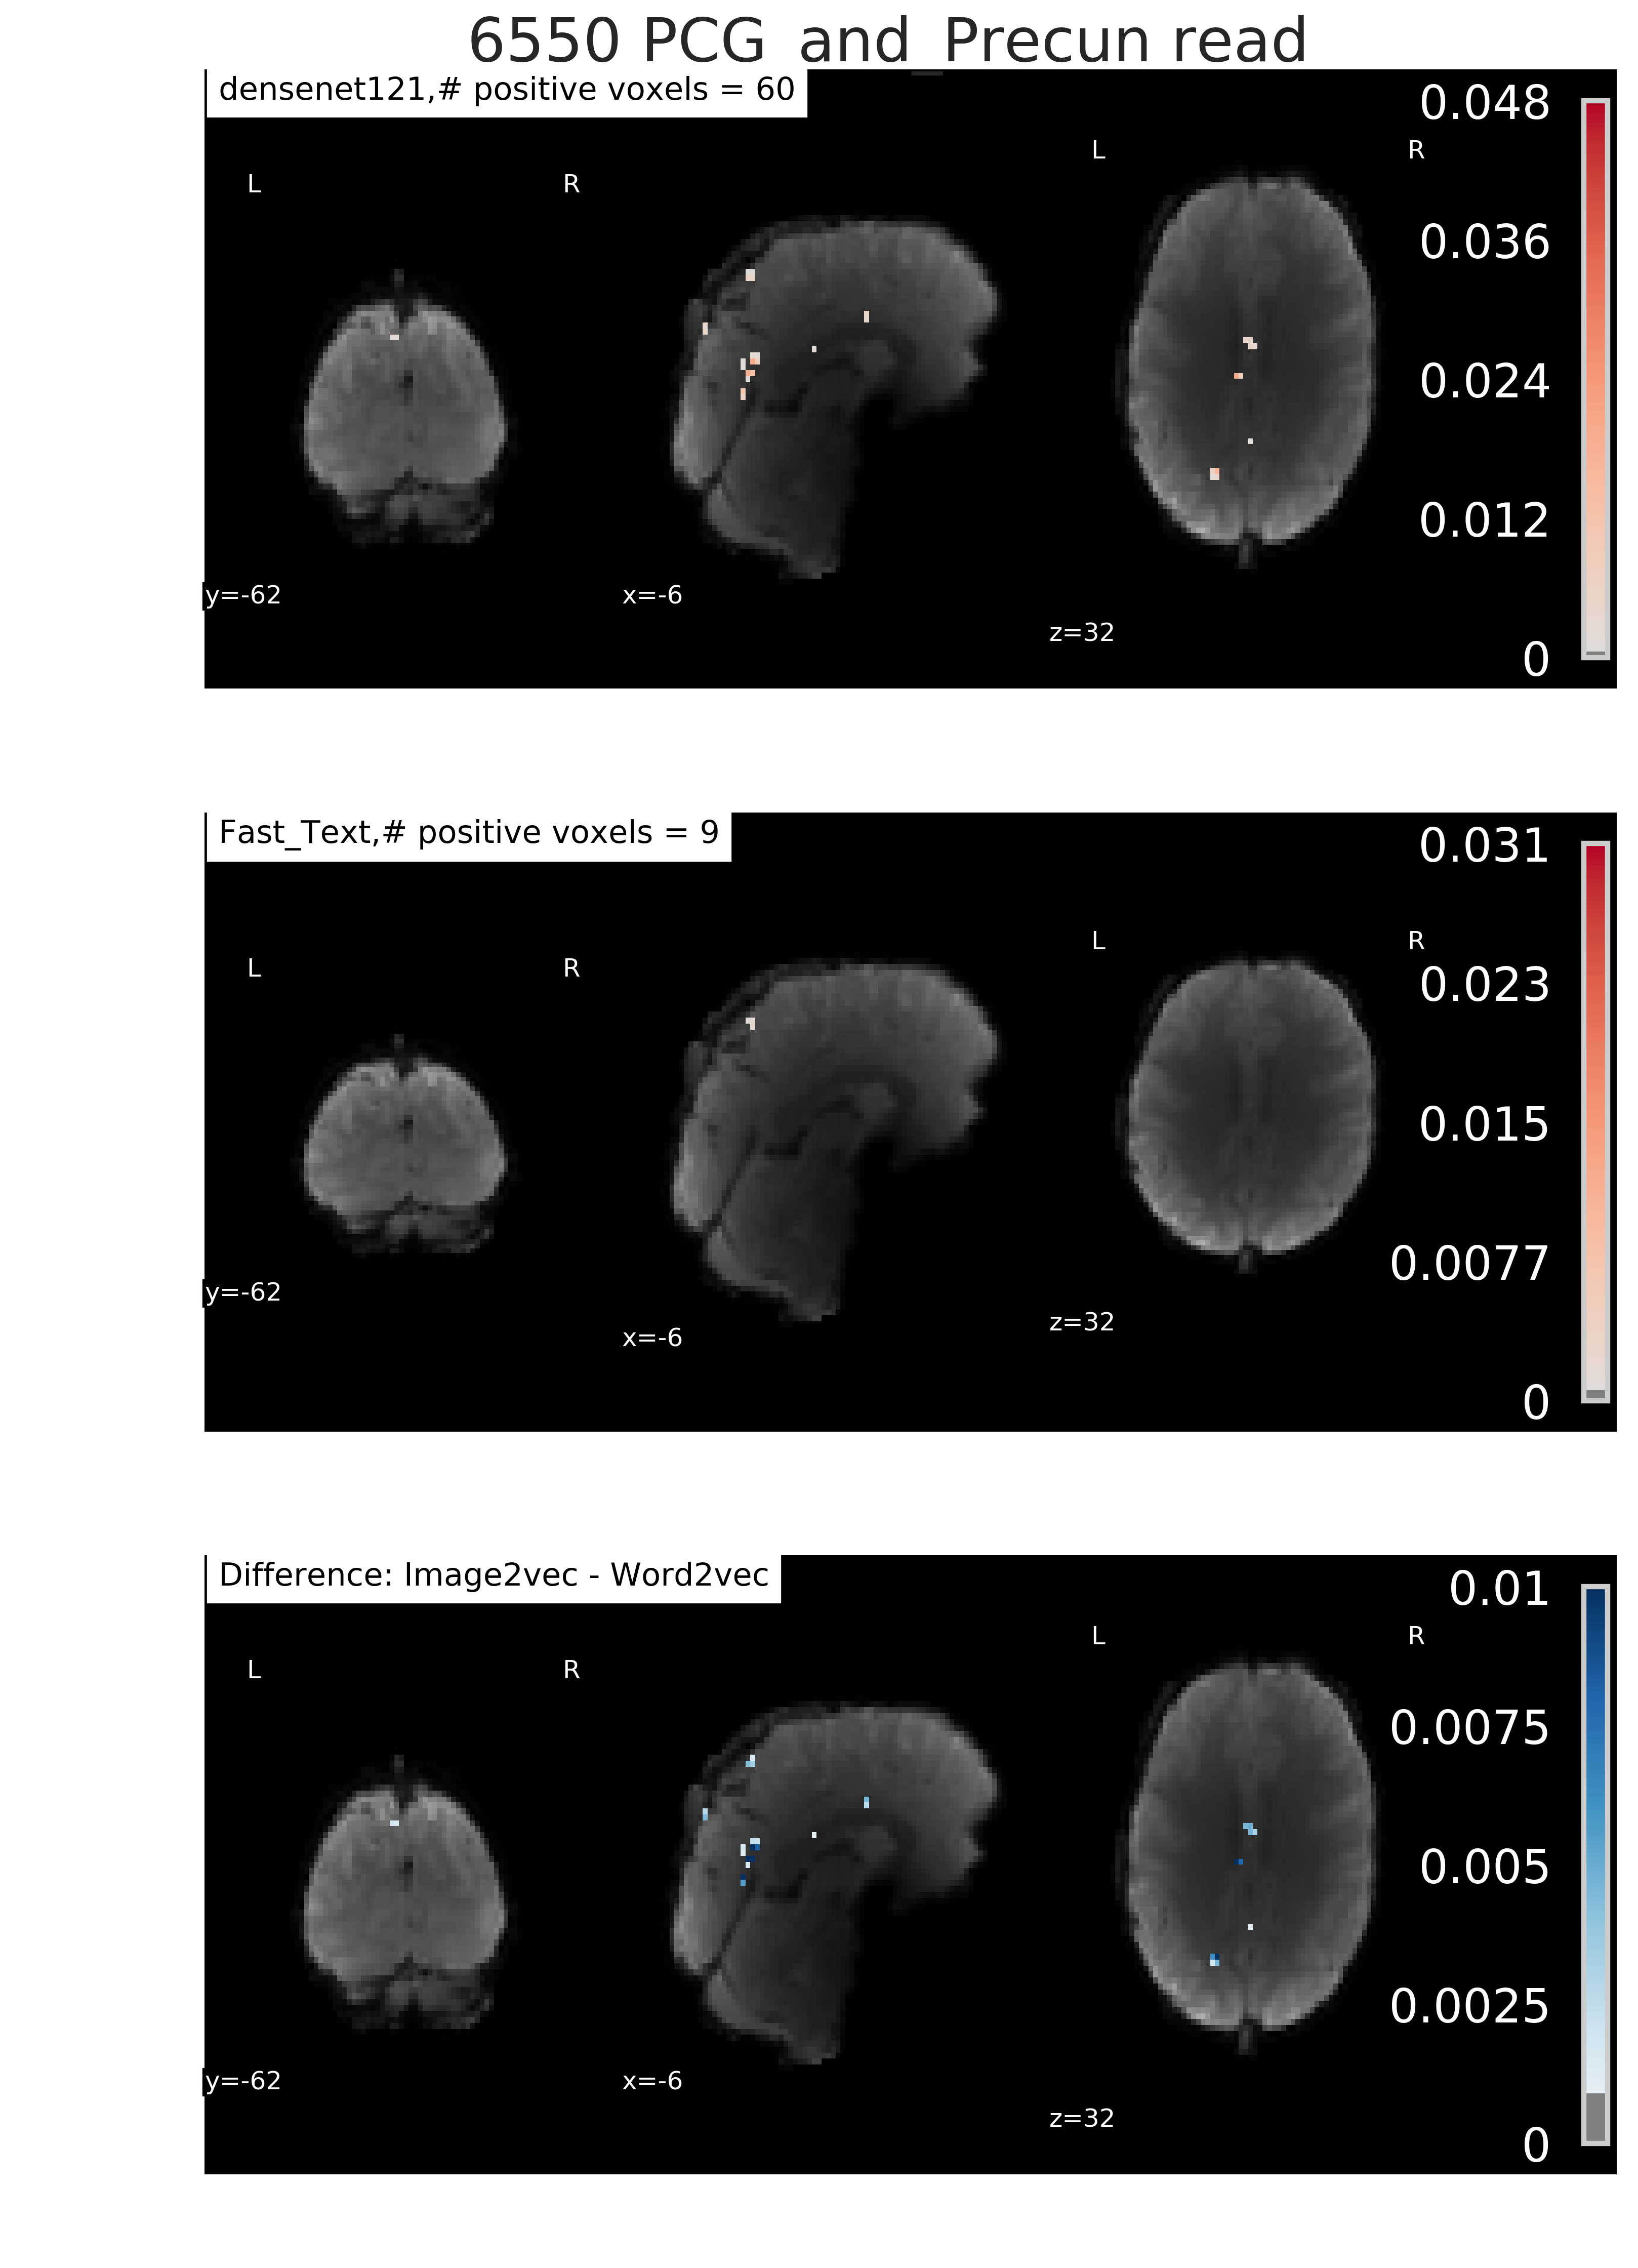 6550 PCG_and_Precun read
densenet121,# positive voxels = 60
0.048
L R
L R
0.036
0.024
0.012
y=-62 x=-6
z=32
0
Fast_Text,# positive voxels = 9
0.031
L R
L R
0.023
0.015
0.0077
y=-62
x=-6
z=32
0
Difference: Image2vec - Word2vec
0.01
L R
L R
0.0075
0.005
0.0025
y=-62 x=-6
z=32
0